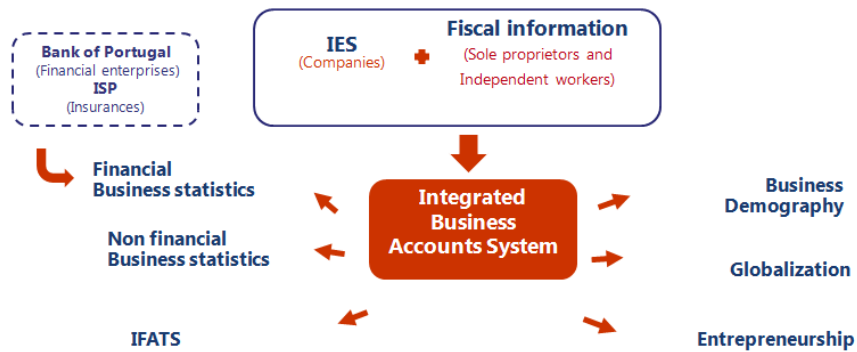 Bank of Portugal
(Financial enterprises)
ISP
(Insurances)
IES
(Companies)
Fiscal information
(Sole proprietors and
Independent workers)
Financial
Business statistics
Non financial
Business statistics
IFATS
Integrated
Business
Accounts System
Business
Demography
Globalization
Entrepreneurship